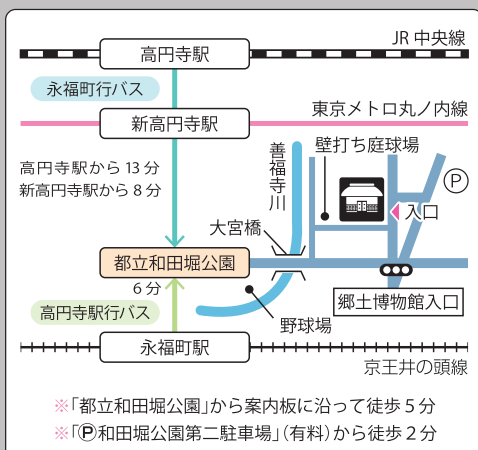 JR 中央線
高円寺駅
永福町行バス
東京メトロ丸ノ内線
新高円寺駅
高円寺駅から 13 分
新高円寺駅から 8 分
善福寺川
壁打ち庭球場
P
入口
大宮橋
都立和田堀公園
6 分
郷土博物館入口
高円寺駅行バス
野球場
永福町駅
京王井の頭線
※「都立和田堀公園」から案内板に沿って徒歩 5 分
※「Ⓟ和田堀公園第二駐車場」（有料）から徒歩 2 分